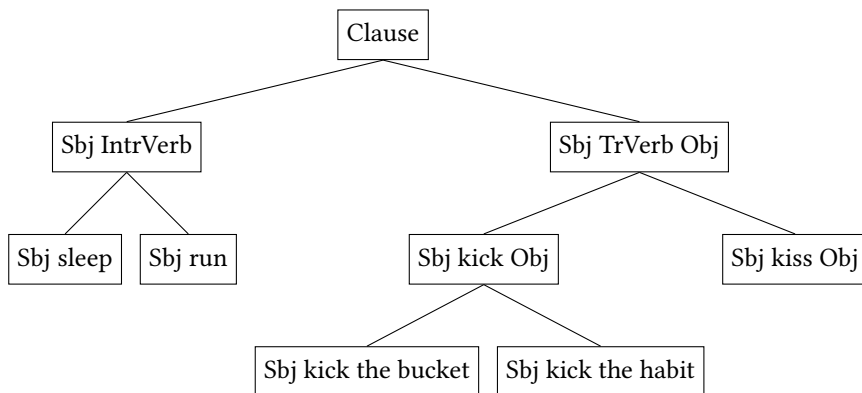 Clause
Sbj IntrVerb
Sbj TrVerb Obj
Sbj sleep
Sbj run
Sbj kick Obj
Sbj kiss Obj
Sbj kick the bucket
Sbj kick the habit